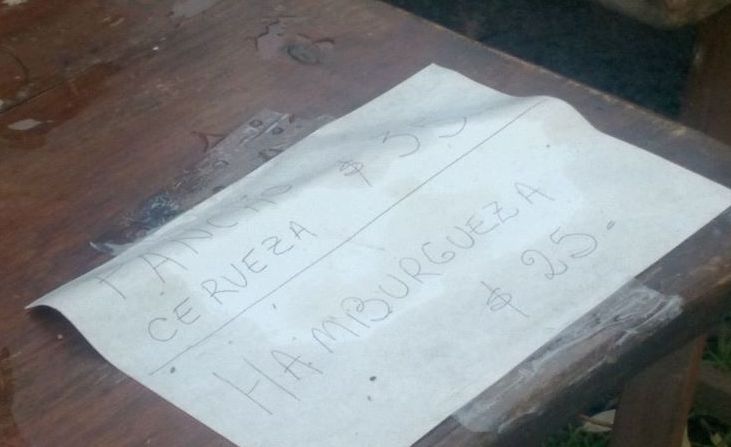 PANCHO $
CERVEZA
HAMBURGUEZA
$ 25.-